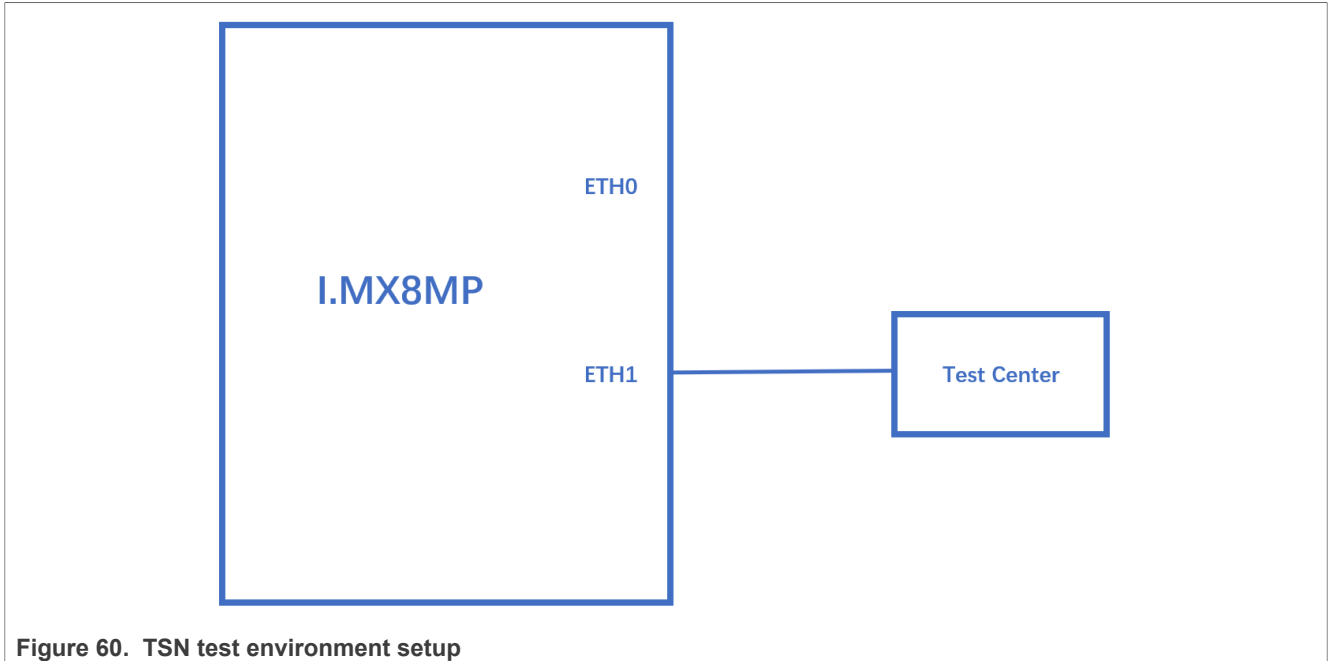 ETH0
I.MX8MP
ETH1
Test Center
Figure 60. TSN test environment setup